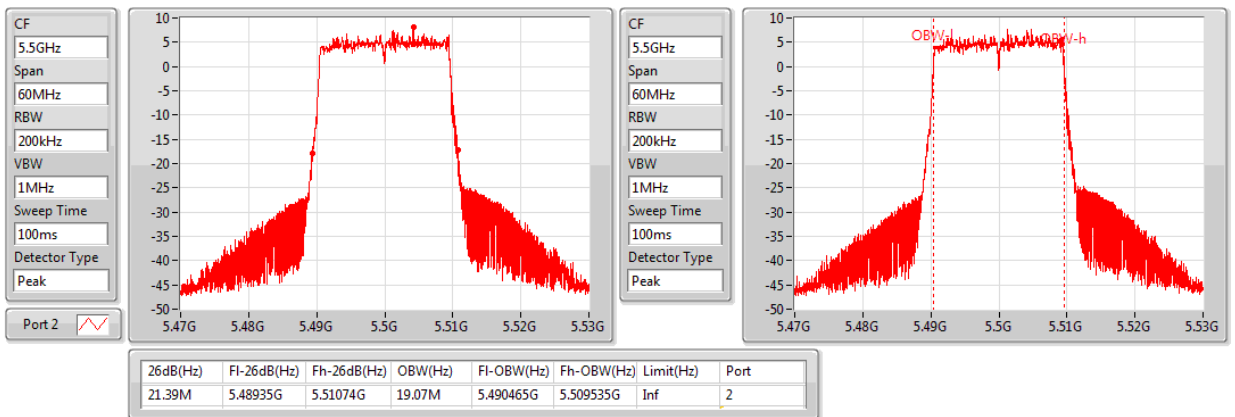 CF
5.5GHz
Span
60MHz
RBW
200kHz
VBW
1MHz
Sweep Time
100ms
Detector Type
Peak
Port 2
10
5
0
-5
-10
-15
-20
-25
-30
-35
-40
-45
-50
5.47G 5.48G 5.49G 5.5G 5.51G 5.52G 5.53G
CF
5.5GHz
Span
60MHz
RBW
200kHz
VBW
1MHz
Sweep Time
100ms
Detector Type
Peak
10
5
0
-5
-10
-15
-20
-25
-30
-35
-40
-45
-50
OBW-
OBW-h
5.47G 5.48G 5.49G 5.5G 5.51G 5.52G 5.53G
26dB(Hz) Fl-26dB(Hz) Fh-26dB(Hz) OBW(Hz) Fl-OBW(Hz) Fh-OBW(Hz) Limit(Hz) Port
21.39M 5.48935G 5.51074G 19.07M 5.490465G 5.509535G Inf 2